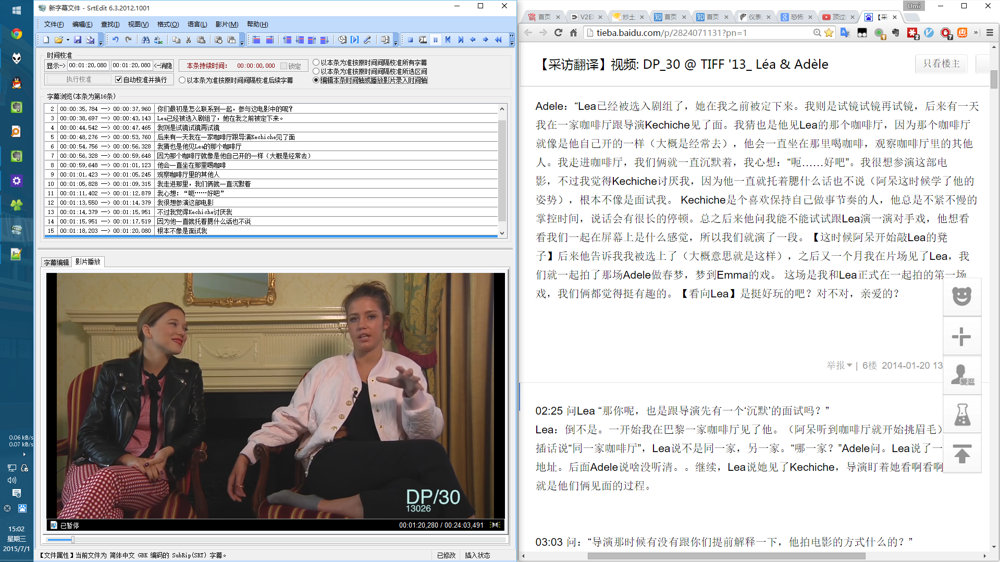 新字幕文件 - SrtEdit 6.3.2012.1001
文件(F) 编辑(E) 查找(I) 视图(V) 格式(O) 语言(L) 影片(M) 帮助(H)
时间校准
显示-> 00:01:20,080 00:01:20,080 <-消隐
本条持续时间: 00:00:00,000 锁定
执行校准 自动校准并执行
以本条为准按原时间间隔校准后续字幕
以本条为准按原时间间隔校准所有字幕
以本条为准按原时间间隔校准所选区间
编辑本条时间轴或播放影片录入时间轴
字幕浏览(本条为第16条)
2 00:00:35,784 --> 00:00:37,960 你们最初是怎么联系到一起,参与这电影中的呢?
3 00:00:38,697 --> 00:00:43,143 Lea已经被选入剧组了,她在我之前被定下来。
4 00:00:44,542 --> 00:00:47,465 我则是试镜试镜再试镜
5 00:00:48,276 --> 00:00:53,760 后来有一天我在一家咖啡厅跟导演Kechiche见了面
6 00:00:54,756 --> 00:00:56,328 我猜也是他见Lea的那个咖啡厅
7 00:00:56,328 --> 00:00:59,648 因为那个咖啡厅就像是他自己开的一样(大概是经常去)
8 00:00:59,648 --> 00:01:01,123 他会一直坐在那里喝咖啡
9 00:01:01,423 --> 00:01:05,245 观察咖啡厅里的其他人
10 00:01:05,828 --> 00:01:09,315 我走进那里,我们俩就一直沉默着
11 00:01:11,402 --> 00:01:12,879 我心想:“呃……好吧”
12 00:01:13,550 --> 00:01:14,379 我很想参演这部电影
13 00:01:14,379 --> 00:01:15,951 不过我觉得Kechiche讨厌我
14 00:01:15,951 --> 00:01:17,519 因为他一直就托着腮什么话也不说
15 00:01:18,203 --> 00:01:20,080 根本不像是面试我
字幕编辑 影片播放
DP/30
13026
已暂停 00:01:20,280 / 00:24:03,491
【文件属性】当前文件为 简体中文 GBK 编码的 SubRip(SRT) 字幕。 已修改 插入状态
0.06 kB/s
0.07 kB/s
15:02
星期三
2015/7/1
tieba.baidu.com/p/2824071131?pn=1
【采访翻译】视频: DP_30 @ TIFF '13_ Léa & Adèle
只看楼主
Adele:“Lea已经被选入剧组了,她在我之前被定下来。我则是试镜试镜再试镜,后来有一天
我在一家咖啡厅跟导演Kechiche见了面。我猜也是他见Lea的那个咖啡厅,因为那个咖啡厅
就像是他自己开的一样(大概是经常去),他会一直坐在那里喝咖啡,观察咖啡厅里的其他
人。我走进咖啡厅,我们俩就一直沉默着,我心想:“呃……好吧”。我很想参演这部电
影,不过我觉得Kechiche讨厌我,因为他一直就托着腮什么话也不说(阿呆这时候学了他的
姿势),根本不像是面试我。 Kechiche是个喜欢保持自己做事节奏的人,他总是不紧不慢的
掌控时间,说话会有很长的停顿。总之后来他问我能不能试试跟Lea演一演对手戏,他想看
看我们一起在屏幕上是什么感觉,所以我们就演了一段。【这时候阿呆开始敲Lea的凳
子】后来他告诉我我被选上了(大概意思就是这样),之后又一个月我在片场见了Lea,我
们就一起拍了那场Adele做春梦,梦到Emma的戏。 这场是我和Lea正式在一起拍的第一场
戏,我们俩都觉得挺有趣的。【看向Lea】是挺好玩的吧?对不对,亲爱的?
举报 | 6楼 2014-01-20 13
02:25 问Lea “那你呢,也是跟导演先有一个‘沉默’的面试吗?”
Lea:倒不是。一开始我在巴黎一家咖啡厅见了他。(阿呆听到咖啡厅就开始挑眉毛)
插话说“同一家咖啡厅”,Lea说不是同一家,另一家。“哪一家?”Adele问。Lea说了一
地址。后面Adele说啥没听清。。继续,Lea说她见了Kechiche,导演盯着她看啊看啊
就是他们俩见面的过程。
03:03 问:“导演那时候有没有跟你们提前解释一下,他拍电影的方式什么的?”